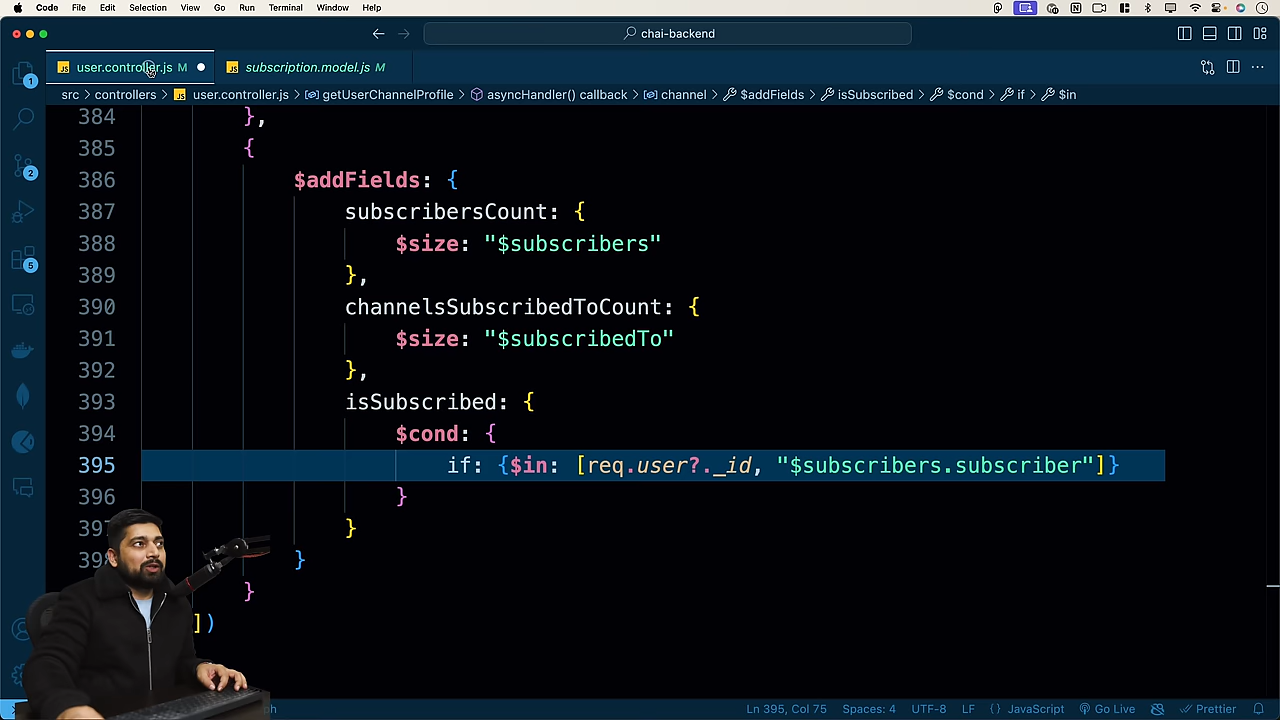 Code File Edit Selection View Go Run Terminal Window Help
chai-backend
user.controller.js M subscription.model.js M
src controllers user.controller.js getUserChannelProfile asyncHandler() callback channel $addFields isSubscribed $cond if $in
384 },
385 {
386 $addFields: {
387 subscribersCount: {
388 $size: "$subscribers"
389 },
390 channelsSubscribedToCount: {
391 $size: "$subscribedTo"
392 },
393 isSubscribed: {
394 $cond: {
395 if: {$in: [req.user?._id, "$subscribers.subscriber"]}
396 }
}
}
}
])
1
2
5
Ln 395, Col 75 Spaces: 4 UTF-8 LF {} JavaScript Go Live Prettier